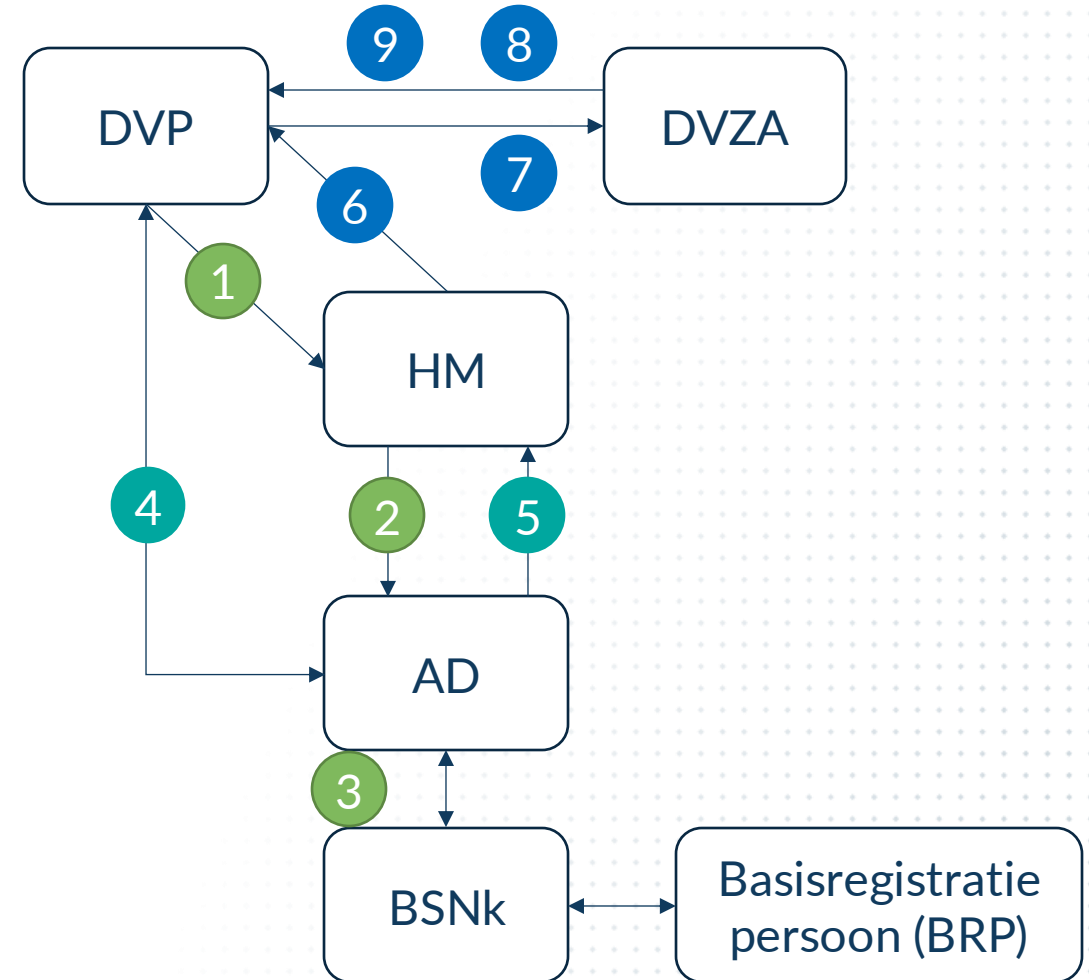 9
8
DVP
DVZA
7
6
1
HM
4
2
5
AD
3
BSNk
Basisregistratie
persoon (BRP)